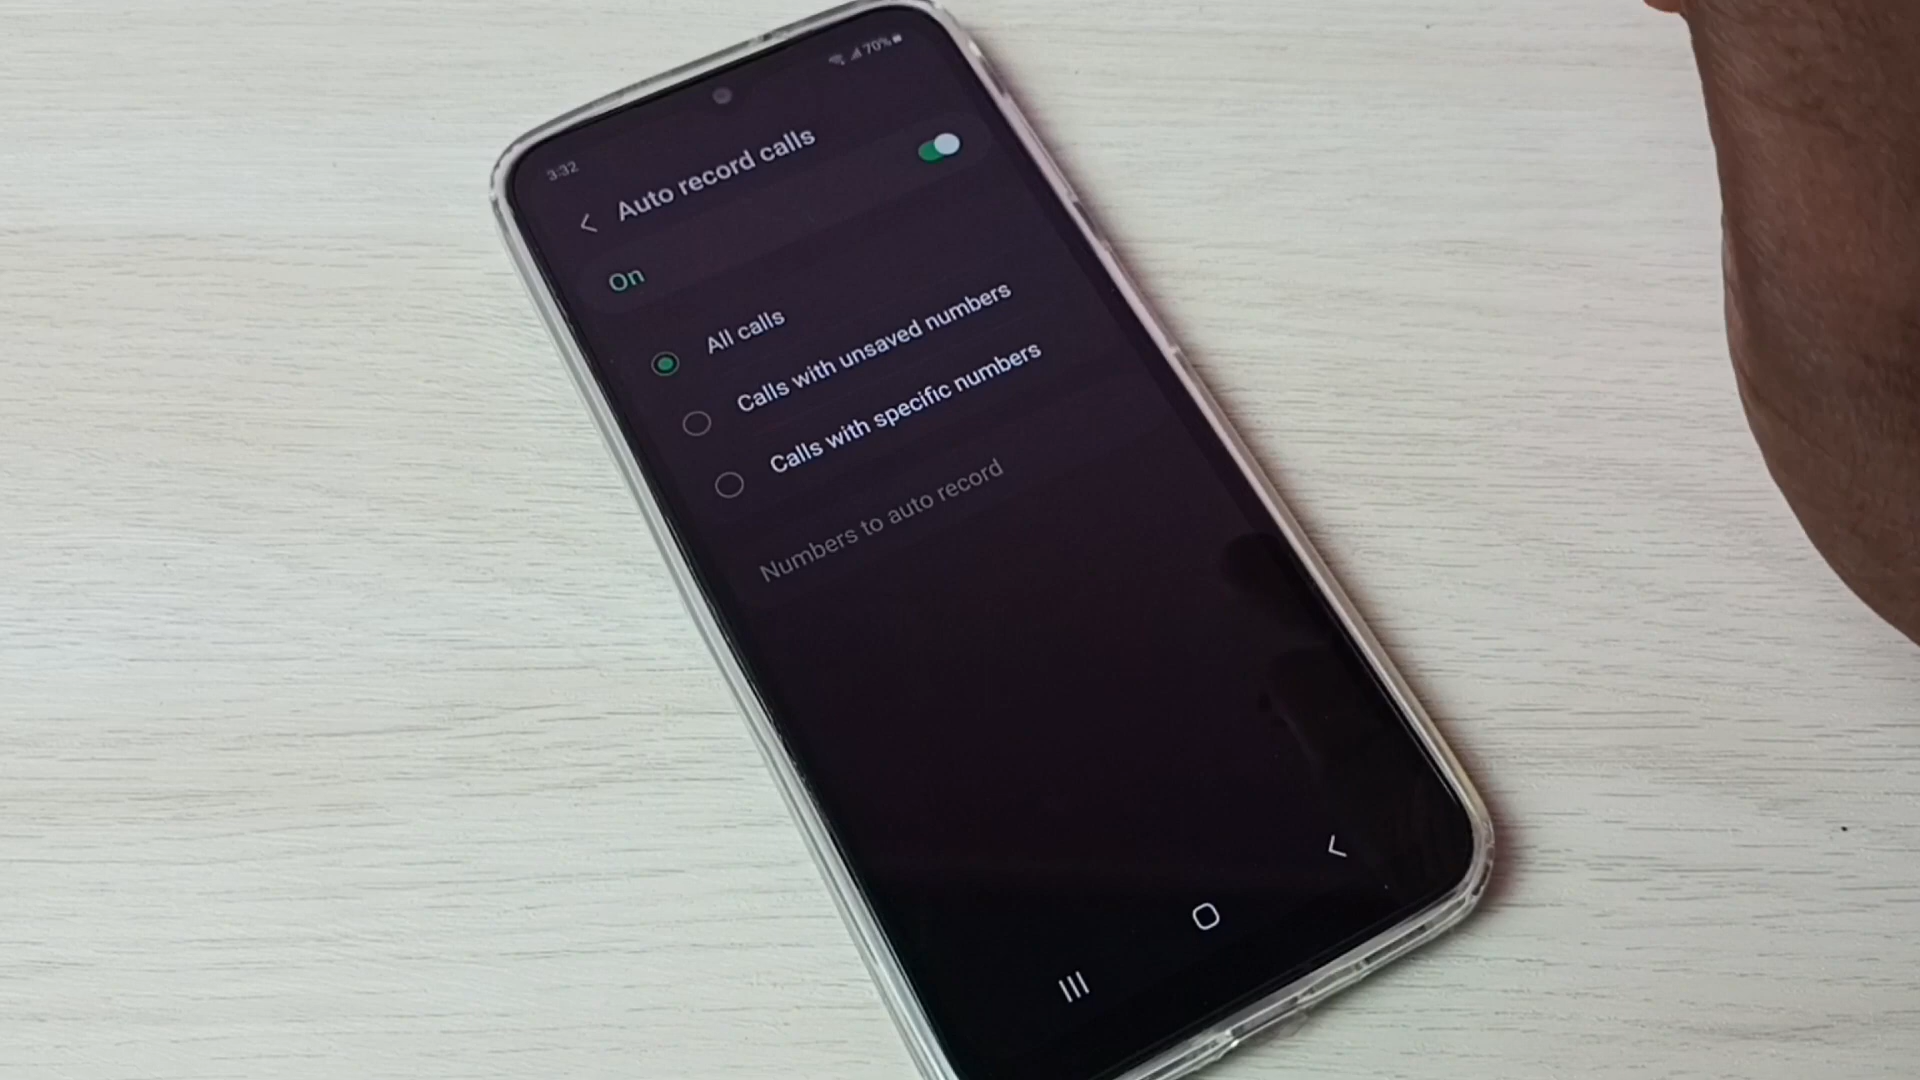 3:32
70%
Auto record calls
On
All calls
Calls with unsaved numbers
Calls with specific numbers
Numbers to auto record